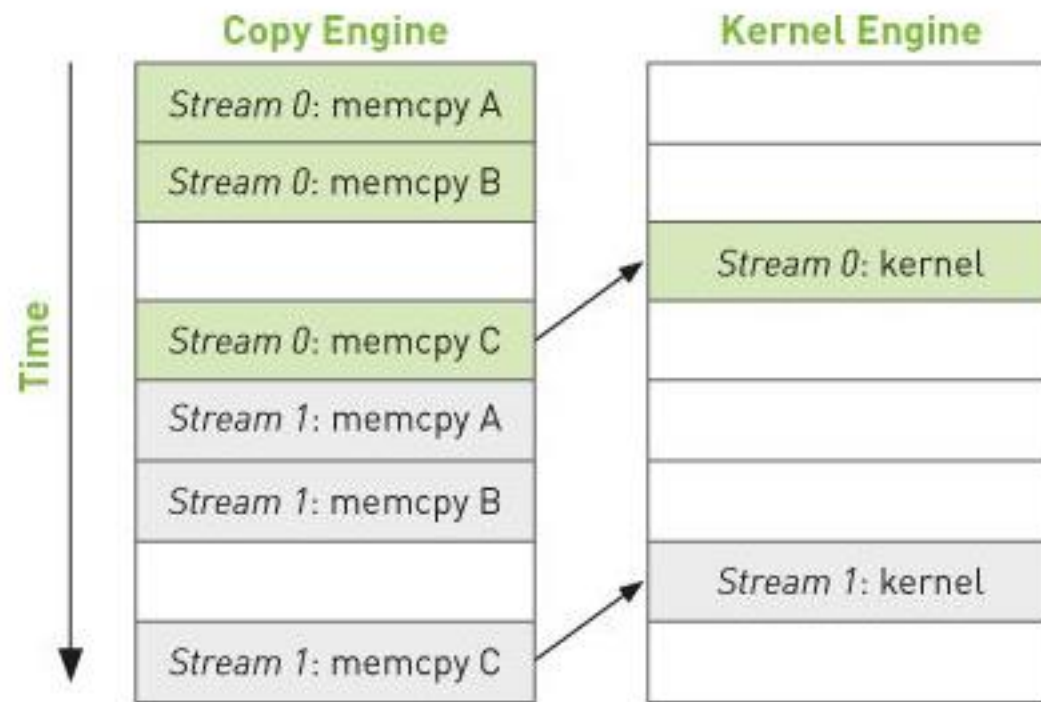 Copy Engine
Kernel Engine
Time
Stream 0: memcpy A
Stream 0: memcpy B
Stream 0: kernel
Stream 0: memcpy C
Stream 1: memcpy A
Stream 1: memcpy B
Stream 1: kernel
Stream 1: memcpy C